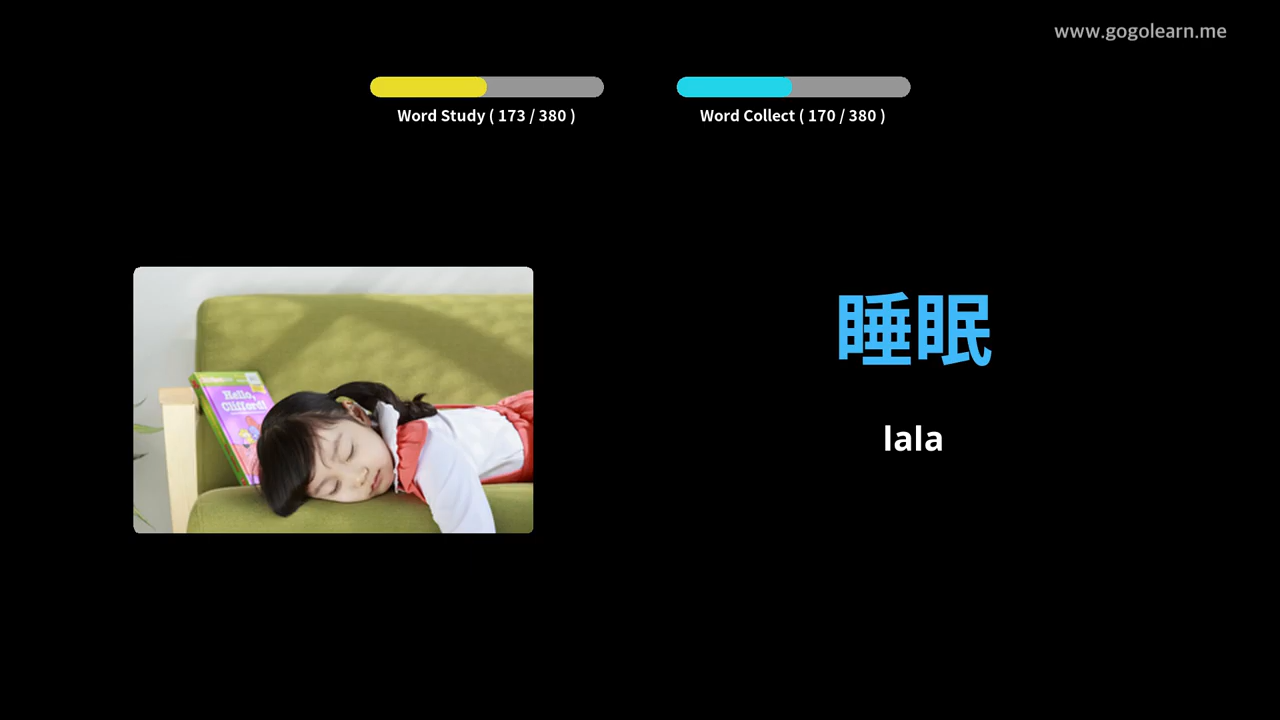 www.gogolearn.me
Word Study ( 173 / 380 )
Word Collect ( 170 / 380 )
Hello,
Clifford!
睡眠
lala